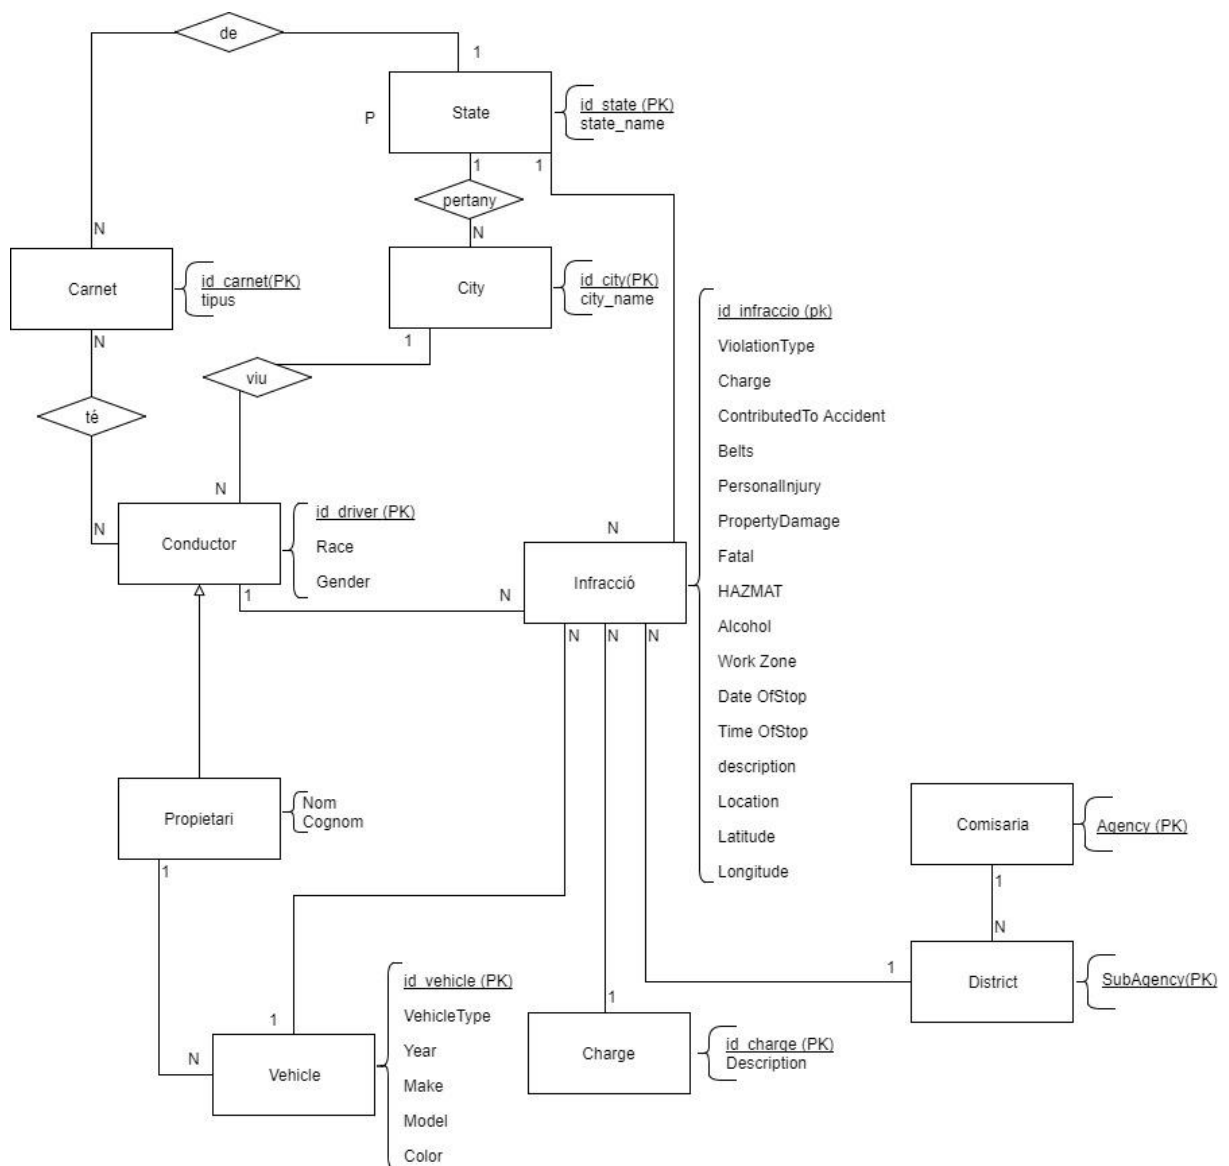 de
1
State
P
id_state (PK)
state_name
1
1
pertany
N
N
Carnet
id_carnet(PK)
tipus
City
id_city(PK)
city_name
N
1
viu
té
N
N
Conductor
id_driver (PK)
Race
Gender
1
N
N
Infracció
id_infraccio (pk)
ViolationType
Charge
ContributedTo Accident
Belts
PersonalInjury
PropertyDamage
Fatal
HAZMAT
Alcohol
Work Zone
Date OfStop
Time OfStop
description
Location
Latitude
Longitude
N
N
N
Propietari
Nom
Cognom
1
Comisaria
Agency (PK)
1
N
District
SubAgency(PK)
1
1
Charge
id_charge (PK)
Description
1
N
Vehicle
id_vehicle (PK)
VehicleType
Year
Make
Model
Color